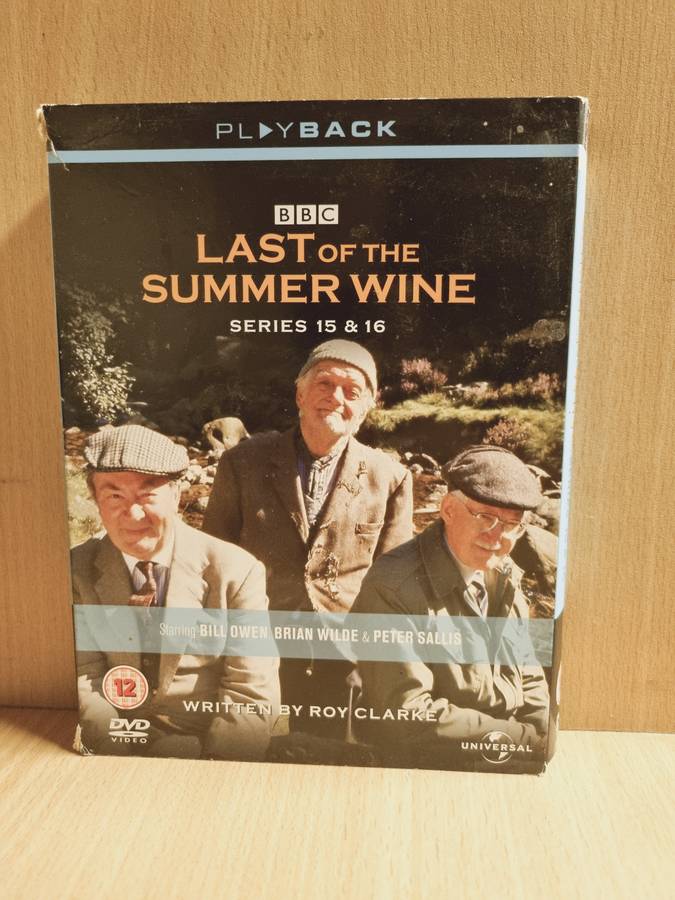 PLAYBACK
BBC
LAST OF THE
SUMMER WINE
SERIES 15 & 16
Starring BILL OWEN, BRIAN WILDE & PETER SALLIS
12
WRITTEN BY ROY CLARKE
DVD
VIDEO
UNIVERSAL